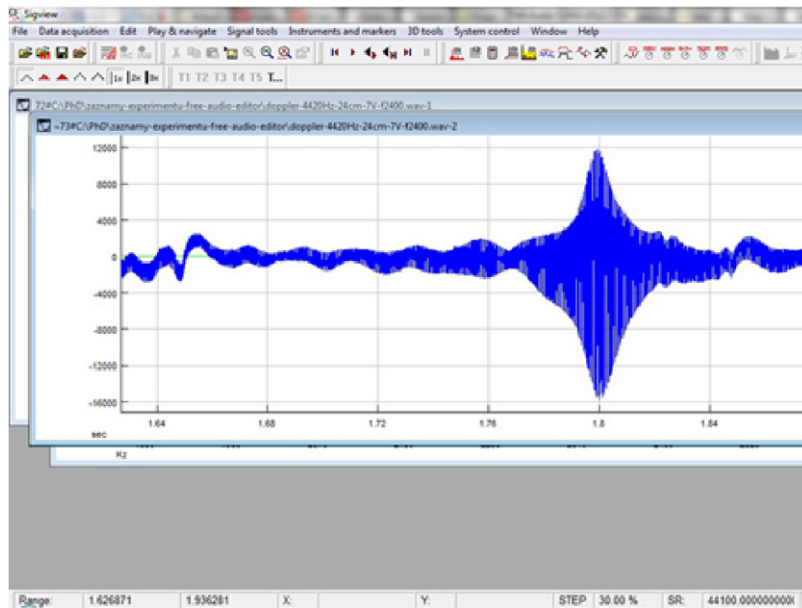 Sigview
File Data acquisition Edit Play & navigate Signal tools Instruments and markers 3D tools System control Window Help
1x 2x 3x T1 T2 T3 T4 T5 T...
72#C:\PhD\zaznamy-experimentu-free-audio-editor\doppler-4420Hz-24cm-7V-f2400.wav-1
~73#C:\PhD\zaznamy-experimentu-free-audio-editor\doppler-4420Hz-24cm-7V-f2400.wav-2
12000
8000
4000
0
-4000
-8000
-12000
-16000
1.64 1.68 1.72 1.76 1.8 1.84
sec
Hz
Range: 1.626871 1.936281 X: Y: STEP 30.00 % SR: 44100.000000000